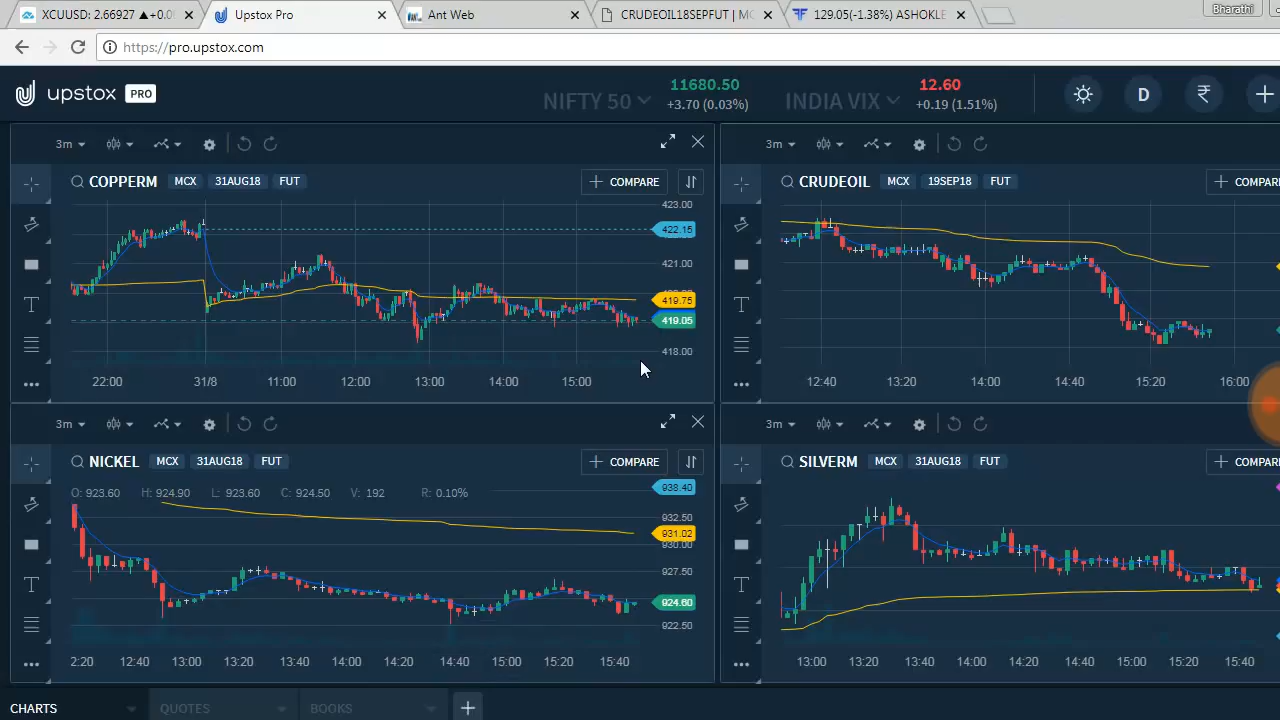 XCUUSD: 2.66927 ▲+0.0
Upstox Pro
Ant Web
CRUDEOIL18SEPFUT | MC
129.05(-1.38%) ASHOKLE
Bharathi
https://pro.upstox.com
upstox PRO
NIFTY 50
11680.50
+3.70 (0.03%)
INDIA VIX
12.60
+0.19 (1.51%)
D
₹
3m
COPPERM MCX 31AUG18 FUT
COMPARE
423.00
422.15
421.00
419.75
419.05
418.00
22:00 31/8 11:00 12:00 13:00 14:00 15:00
3m
CRUDEOIL MCX 19SEP18 FUT
COMPAR
12:40 13:20 14:00 14:40 15:20 16:00
3m
NICKEL MCX 31AUG18 FUT
COMPARE
O: 923.60 H: 924.90 L: 923.60 C: 924.50 V: 192 R: 0.10%
938.40
932.50
931.02
930.00
927.50
924.60
922.50
2:20 12:40 13:00 13:20 13:40 14:00 14:20 14:40 15:00 15:20 15:40
3m
SILVERM MCX 31AUG18 FUT
COMPAR
13:00 13:20 13:40 14:00 14:20 14:40 15:00 15:20 15:40
CHARTS QUOTES BOOKS